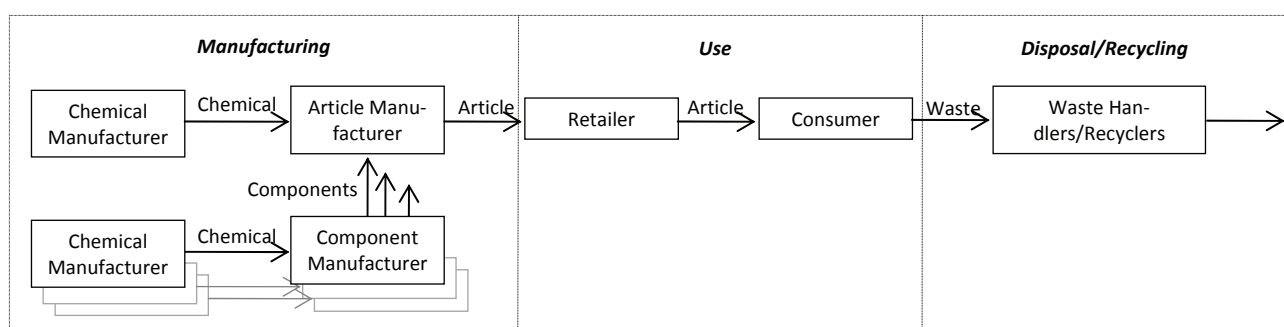 Manufacturing
Use
Disposal/Recycling
Chemical
Manufacturer
Chemical
Article Manu-
facturer
Article
Retailer
Article
Consumer
Waste
Waste Han-
dlers/Recyclers
Components
Chemical
Manufacturer
Chemical
Component
Manufacturer